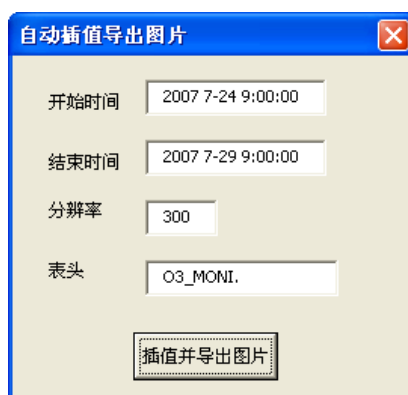 自动插值导出图片
开始时间 2007 7-24 9:00:00
结束时间 2007 7-29 9:00:00
分辨率 300
表头 O3_MONI.
插值并导出图片